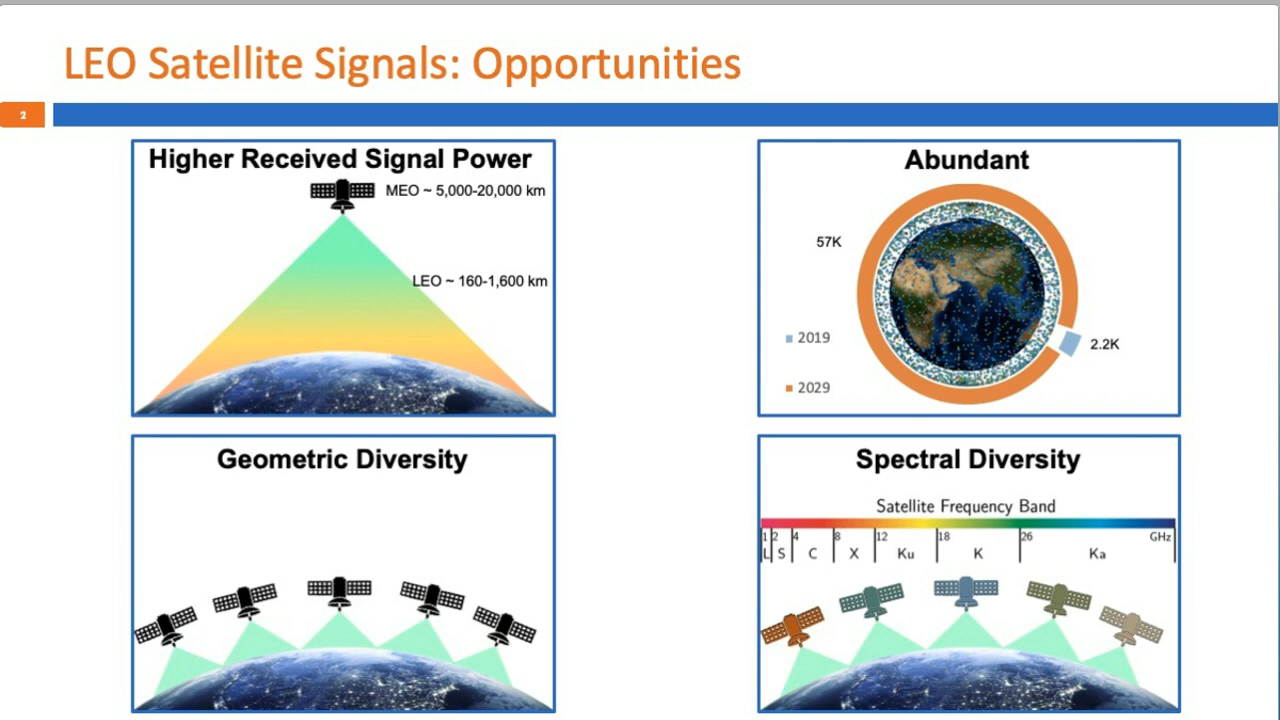 LEO Satellite Signals: Opportunities
2
Higher Received Signal Power
MEO ~ 5,000-20,000 km
LEO ~ 160-1,600 km
Abundant
57K
2019
2.2K
2029
Geometric Diversity
Spectral Diversity
Satellite Frequency Band
1 2 4 8 12 18 26 GHz
L S C X Ku K Ka